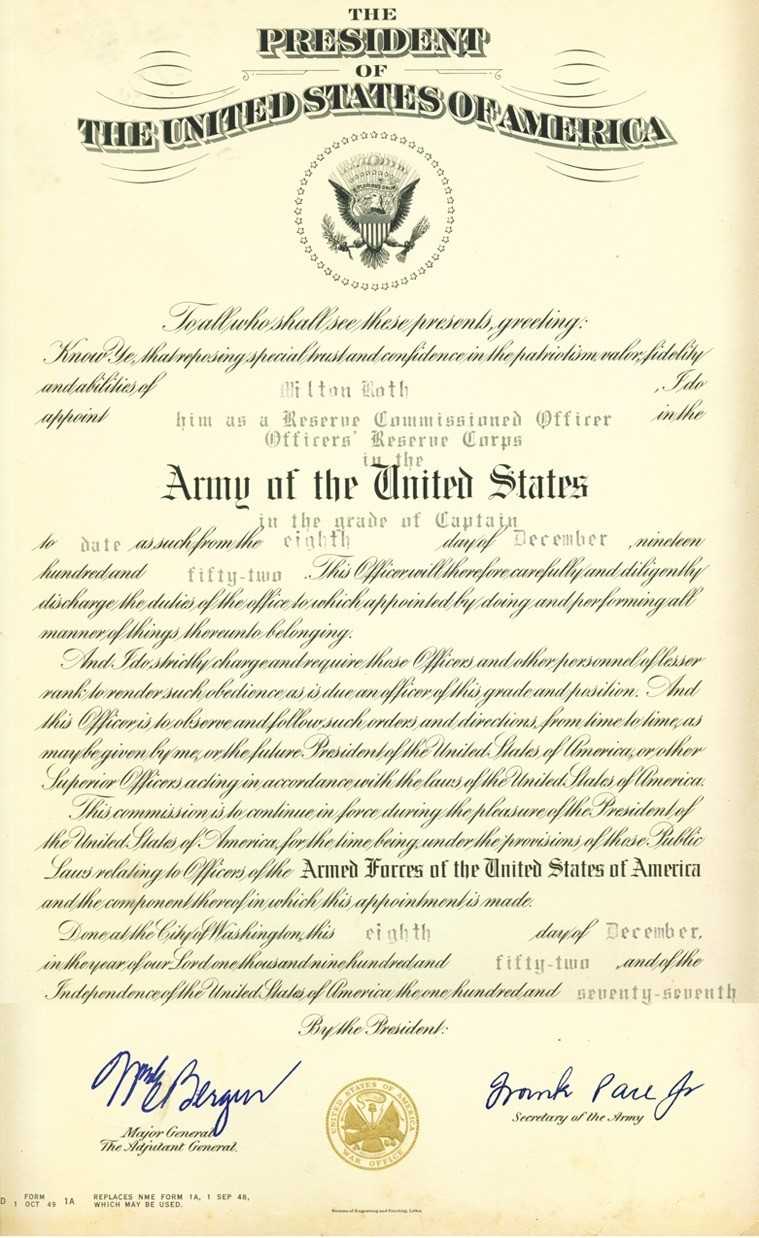 THE
PRESIDENT
OF
THE UNITED STATES OF AMERICA
To all who shall see these presents, greeting:
Know Ye, that reposing special trust and confidence in the patriotism, valor, fidelity
and abilities of Milton Roth , I do
appoint him as a Reserve Commissioned Officer in the
Officers' Reserve Corps
in the
Army of the United States
in the grade of Captain
to date as such from the eighth day of December , nineteen
hundred and fifty-two . This Officer will therefore carefully and diligently
discharge the duties of the office to which appointed by doing and performing all
manner of things thereunto belonging.
And I do strictly charge and require those Officers and other personnel of lesser
rank to render such obedience as is due an officer of this grade and position. And
this Officer is to observe and follow such orders and directions, from time to time, as
may be given by me, or the future President of the United States of America, or other
Superior Officers acting in accordance with the laws of the United States of America.
This commission is to continue in force during the pleasure of the President of
the United States of America, for the time being, under the provisions of those Public
Laws relating to Officers of the Armed Forces of the United States of America
and the component thereof in which this appointment is made.
Done at the City of Washington, this eighth day of December,
in the year of our Lord one thousand nine hundred and fifty-two , and of the
Independence of the United States of America the one hundred and seventy-seventh
By the President:
Wm E Bergin
Major General
The Adjutant General.
UNITED STATES OF AMERICA
WAR OFFICE
Frank Pace Jr
Secretary of the Army
D FORM 1 OCT 49 1A
REPLACES NME FORM 1A, 1 SEP 48,
WHICH MAY BE USED.
Bureau of Engraving and Printing, Litho.